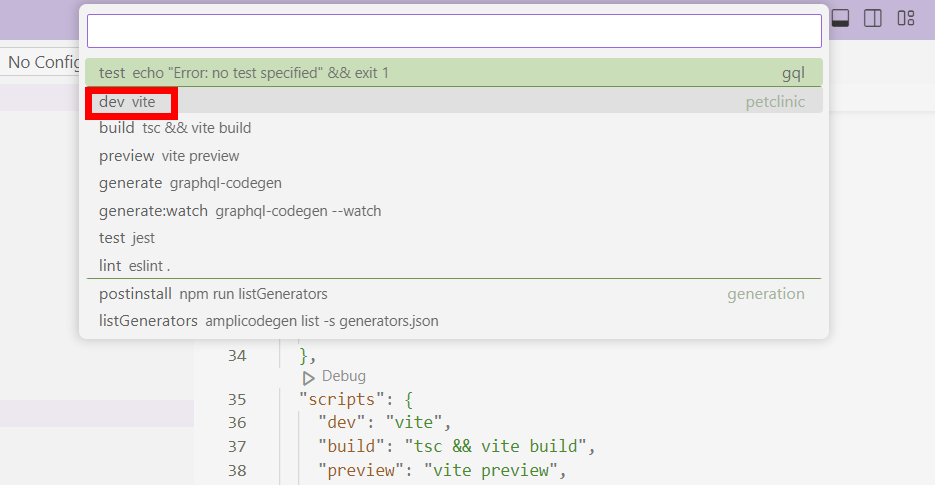 No Config
test echo "Error: no test specified" && exit 1 gql
dev vite petclinic
build tsc && vite build
preview vite preview
generate graphql-codegen
generate:watch graphql-codegen --watch
test jest
lint eslint .
postinstall npm run listGenerators generation
listGenerators amplicodegen list -s generators.json
34 },
Debug
35 "scripts": {
36 "dev": "vite",
37 "build": "tsc && vite build",
38 "preview": "vite preview",